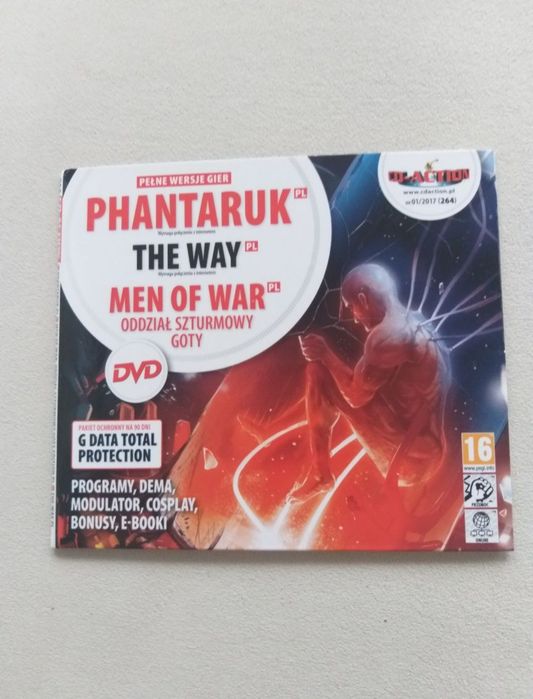 PEŁNE WERSJE GIER
PHANTARUK PL
Wymaga połączenia z Internetem
THE WAY PL
Wymaga połączenia z Internetem
MEN OF WAR PL
ODDZIAŁ SZTURMOWY
GOTY
DVD
PAKIET OCHRONNY NA 90 DNI
G DATA TOTAL
PROTECTION
PROGRAMY, DEMA,
MODULATOR, COSPLAY,
BONUSY, E-BOOKI
CD-ACTION
www.cdaction.pl
nr 01/2017 (264)
16
www.pegi.info
PRZEMOC
ONLINE